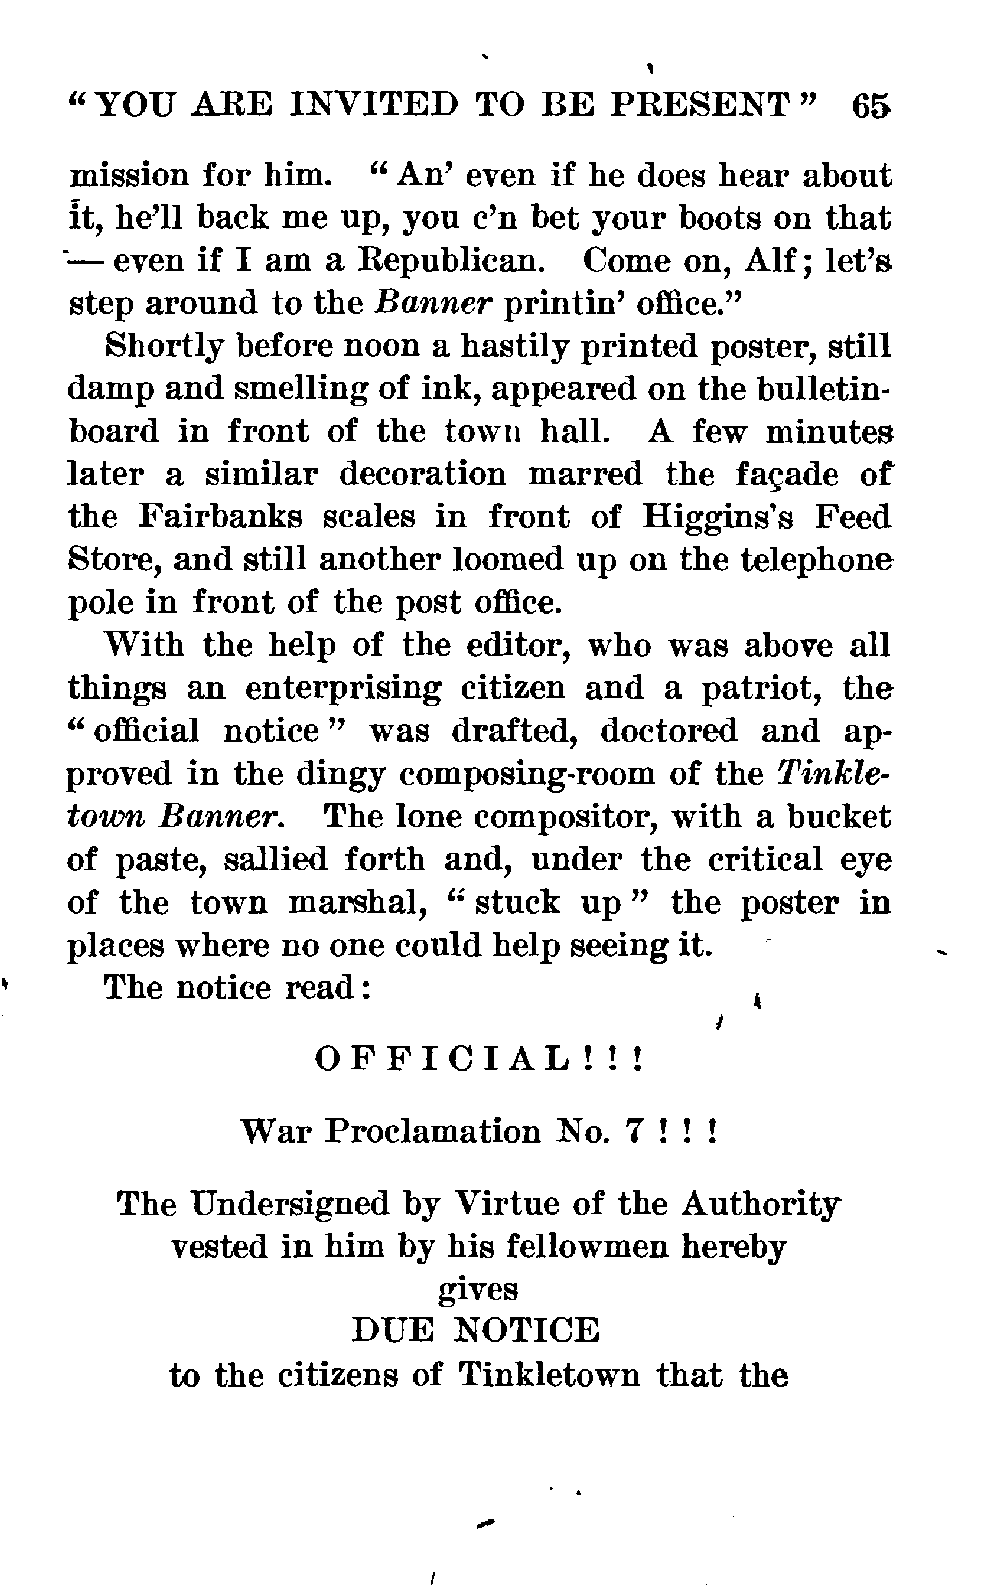 “ YOU ARE INVITED TO BE PRESENT ” 65
mission for him. “ An’ even if he does hear about
it, he’ll back me up, you c’n bet your boots on that
— even if I am a Republican. Come on, Alf; let’s
step around to the Banner printin’ office.”
Shortly before noon a hastily printed poster, still
damp and smelling of ink, appeared on the bulletin-
board in front of the town hall. A few minutes
later a similar decoration marred the façade of
the Fairbanks scales in front of Higgins’s Feed
Store, and still another loomed up on the telephone
pole in front of the post office.
With the help of the editor, who was above all
things an enterprising citizen and a patriot, the
“ official notice ” was drafted, doctored and ap-
proved in the dingy composing-room of the Tinkle-
town Banner. The lone compositor, with a bucket
of paste, sallied forth and, under the critical eye
of the town marshal, “ stuck up ” the poster in
places where no one could help seeing it.
The notice read :
O F F I C I A L ! ! !
War Proclamation No. 7 ! ! !
The Undersigned by Virtue of the Authority
vested in him by his fellowmen hereby
gives
DUE NOTICE
to the citizens of Tinkletown that the